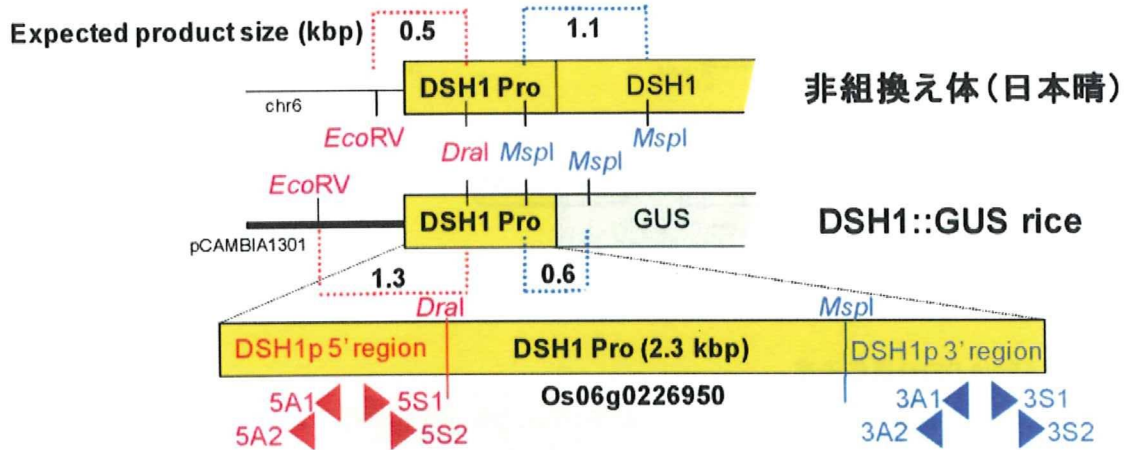 Expected product size (kbp) 0.5 1.1
DSH1 Pro DSH1 非組換え体(日本晴)
chr6
EcoRV DraI MspI MspI MspI
EcoRV
DSH1 Pro GUS DSH1::GUS rice
pCAMBIA1301
1.3 0.6
DraI MspI
DSH1p 5' region DSH1 Pro (2.3 kbp) DSH1p 3' region
Os06g0226950
5A1 5S1 3A1 3S1
5A2 5S2 3A2 3S2